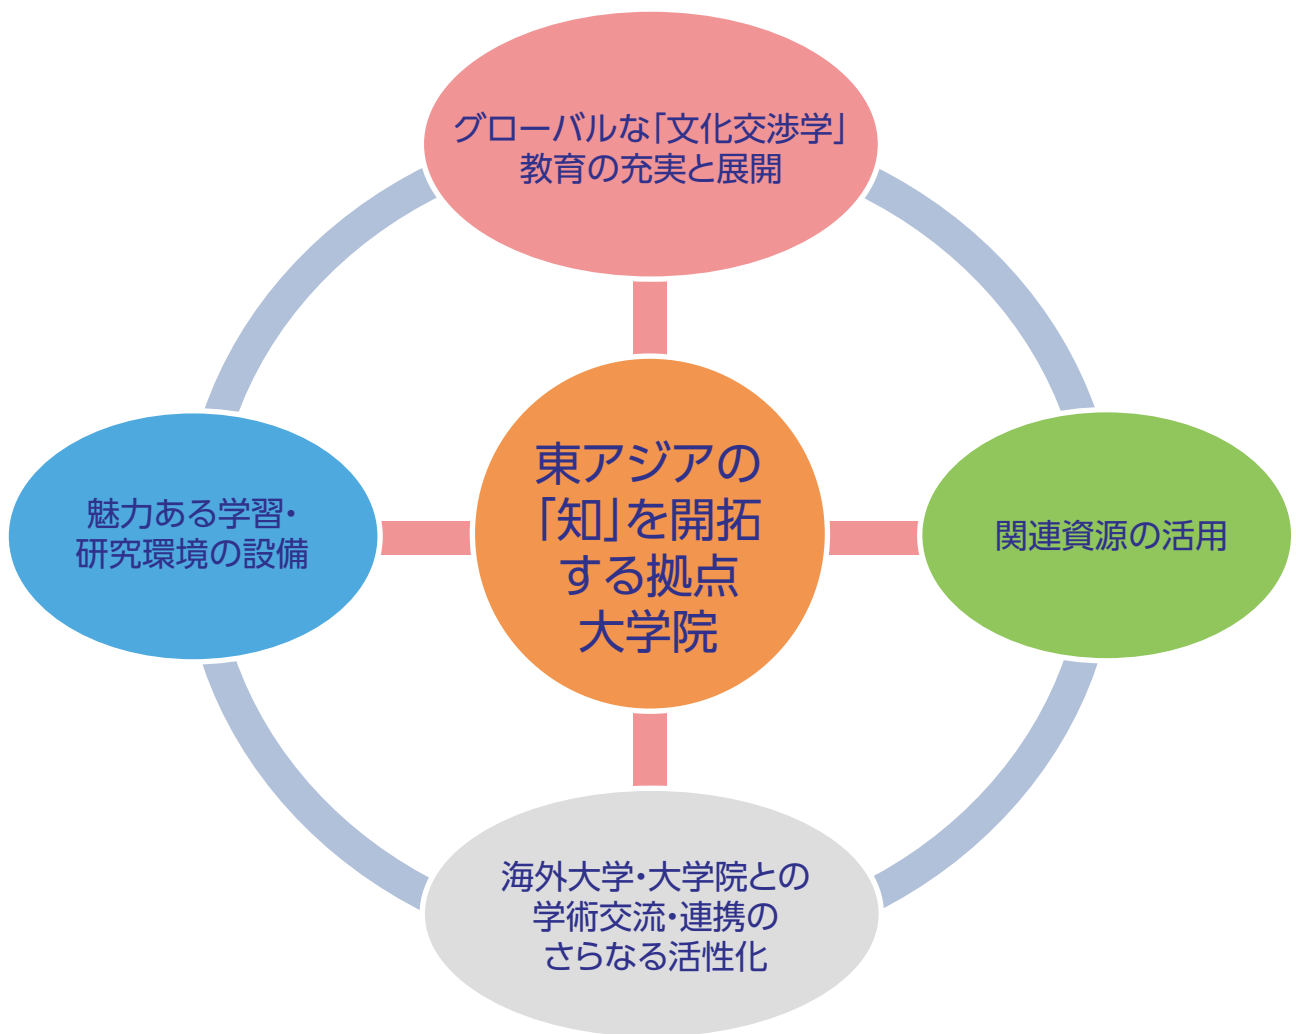 グローバルな「文化交渉学」
教育の充実と展開
魅力ある学習・
研究環境の設備
東アジアの
「知」を開拓
する拠点
大学院
関連資源の活用
海外大学・大学院との
学術交流・連携の
さらなる活性化